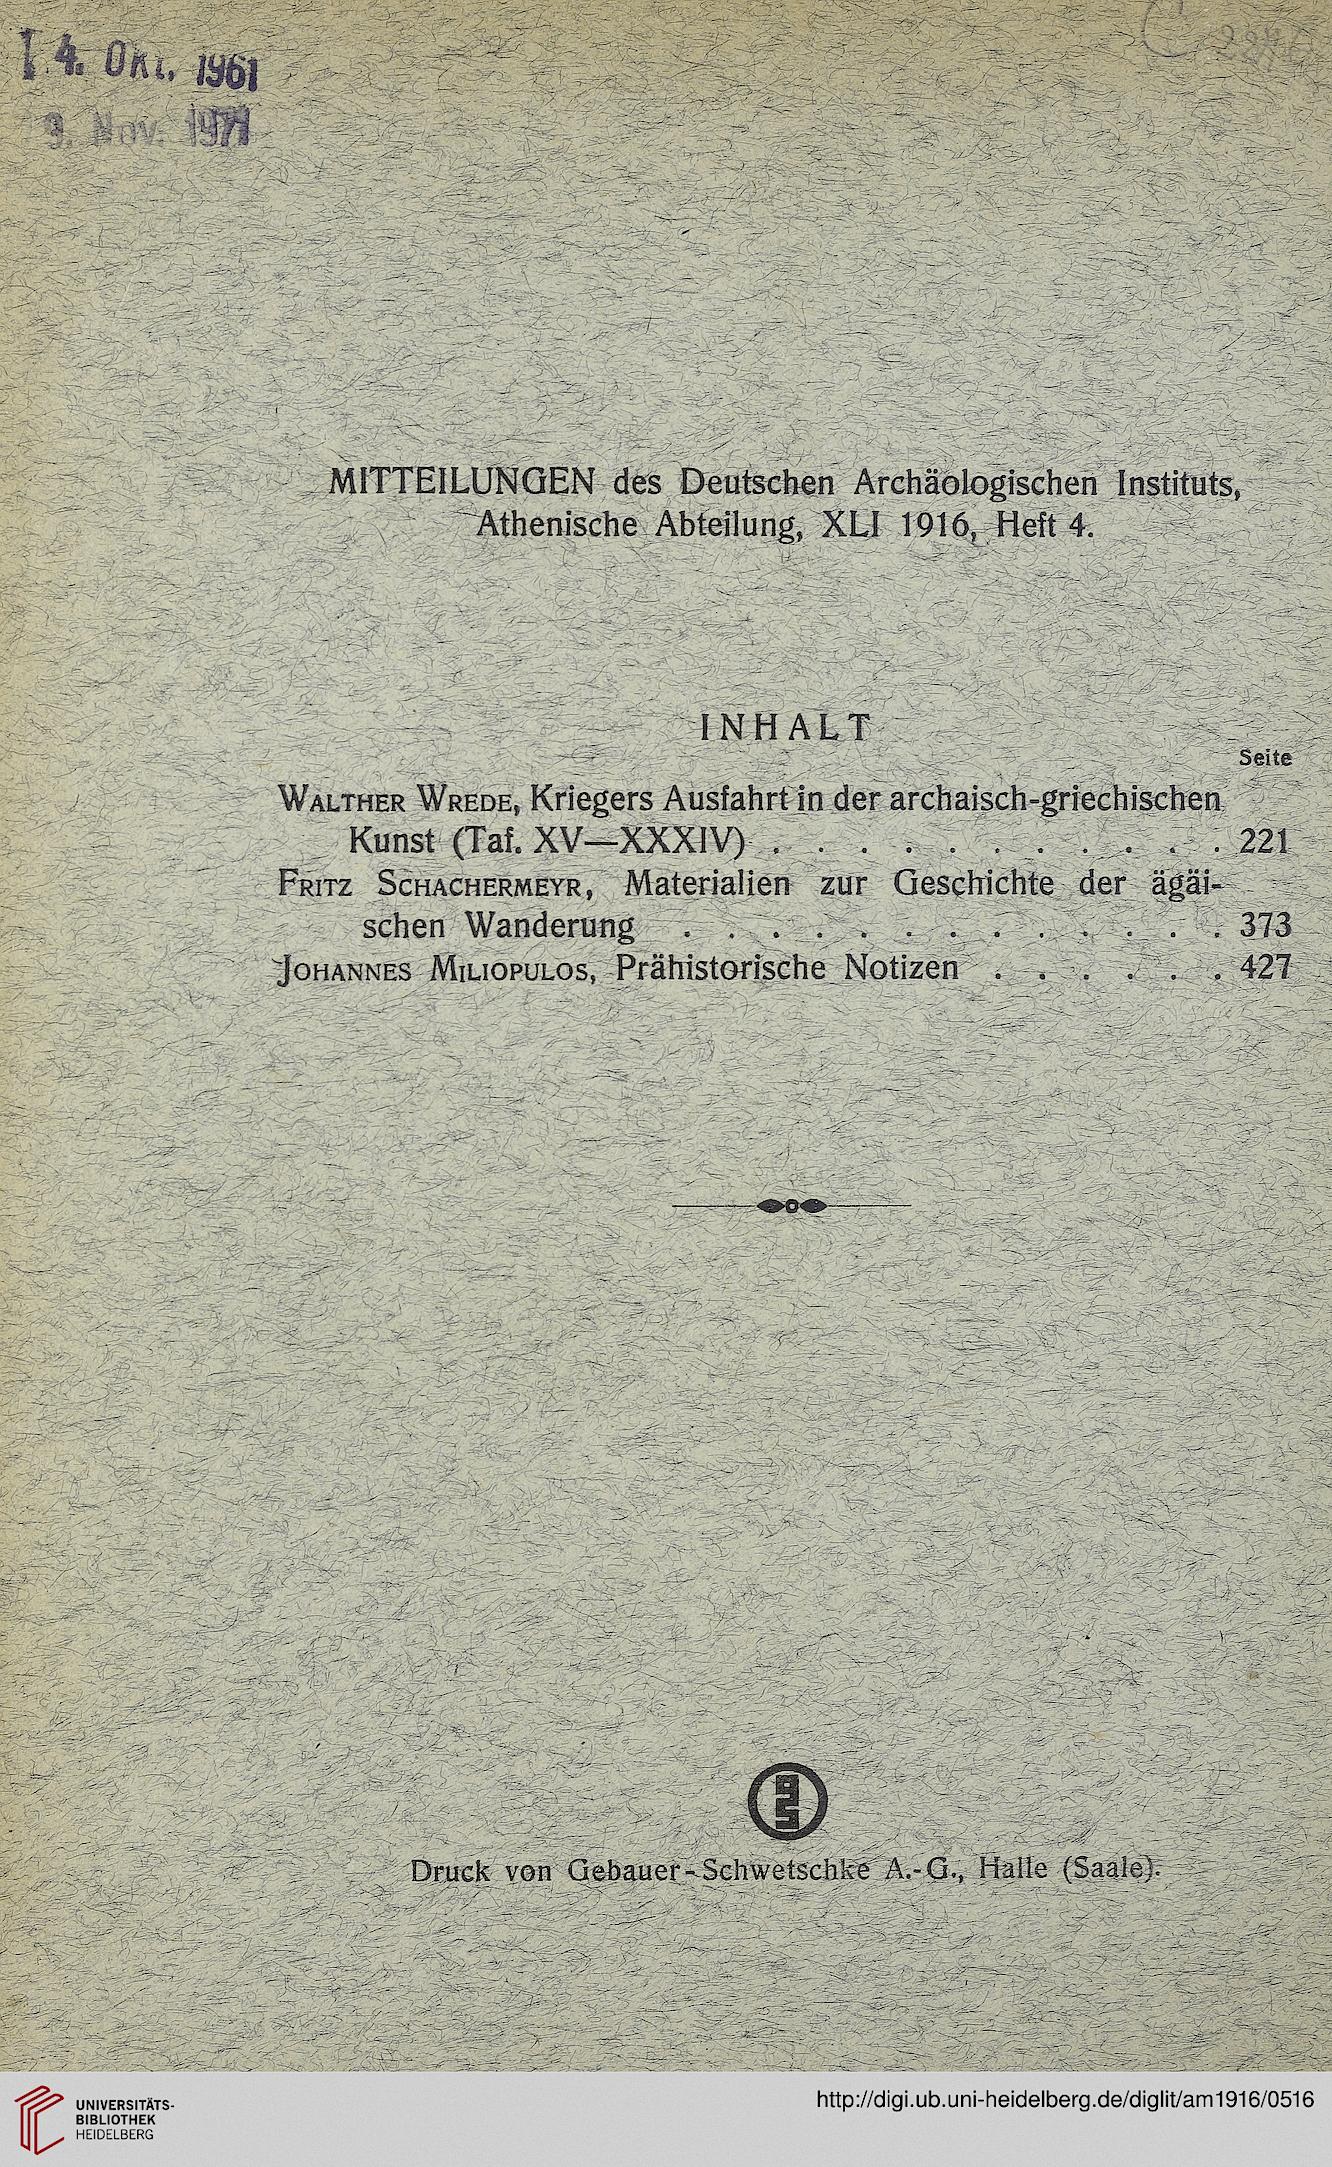 4. Okt. 1961
9. Nov. 1971
MITTEILUNGEN des Deutschen Archäologischen Instituts,
Athenische Abteilung, XLI 1916, Heft 4.
INHALT
Seite
WALTHER WREDE, Kriegers Ausfahrt in der archaisch-griechischen
Kunst (Taf. XV—XXXIV) . . . . . . . . . . . 221
FRITZ SCHACHERMEYR, Materialien zur Geschichte der ägäi-
schen Wanderung . . . . . . . . . . . . . 373
JOHANNES MILIOPULOS, Prähistorische Notizen . . . . . . 427
Druck von Gebauer-Schwetschke A.-G., Halle (Saale).
UNIVERSITÄTS-
BIBLIOTHEK
HEIDELBERG
http://digi.ub.uni-heidelberg.de/diglit/am1916/0516